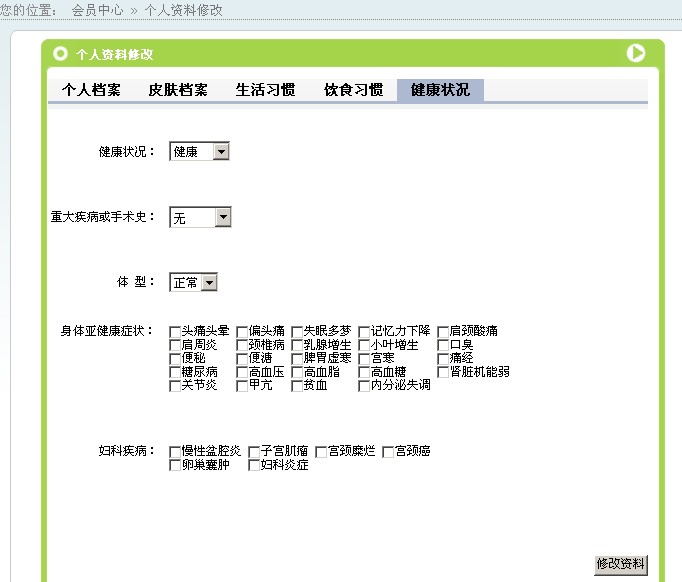 您的位置： 会员中心 » 个人资料修改
个人资料修改
个人档案 皮肤档案 生活习惯 饮食习惯 健康状况
健康状况： 健康
重大疾病或手术史： 无
体 型： 正常
身体亚健康症状： 头痛头晕 偏头痛 失眠多梦 记忆力下降 肩颈酸痛
肩周炎 颈椎病 乳腺增生 小叶增生 口臭
便秘 便溏 脾胃虚寒 宫寒 痛经
糖尿病 高血压 高血脂 高血糖 肾脏机能弱
关节炎 甲亢 贫血 内分泌失调
妇科疾病： 慢性盆腔炎 子宫肌瘤 宫颈糜烂 宫颈癌
卵巢囊肿 妇科炎症
修改资料